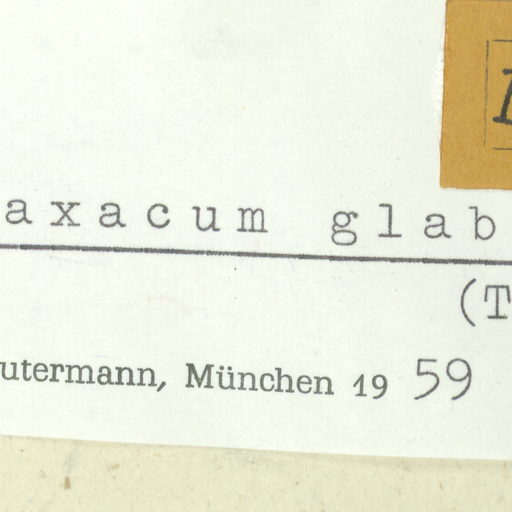 axacum glab
(T
utermann, München 19 59